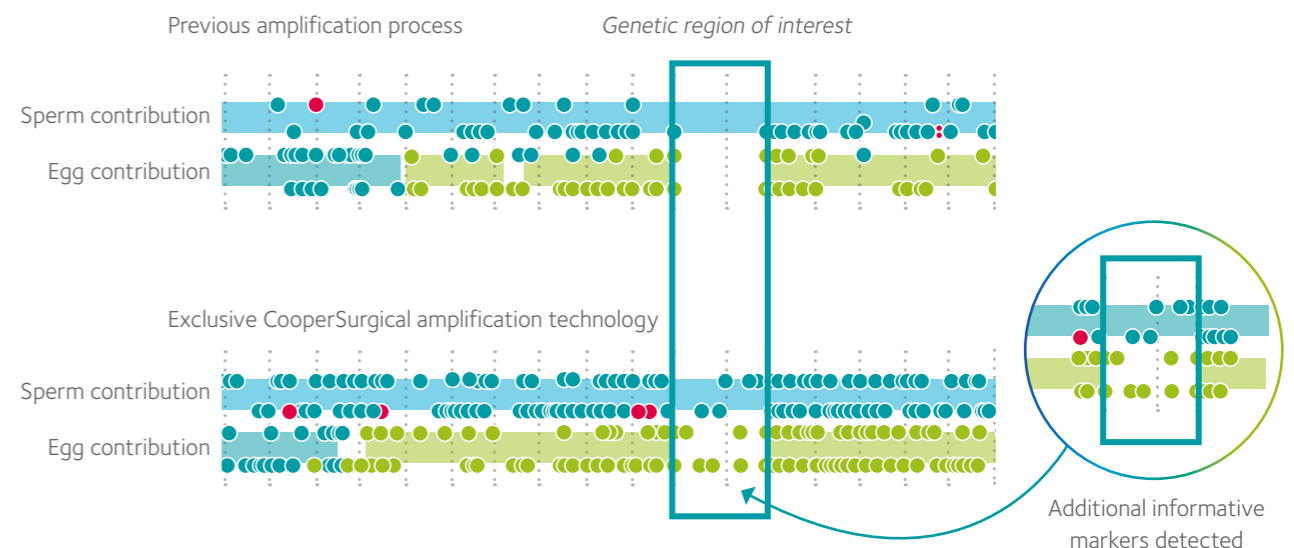 Previous amplification process
Genetic region of interest
Sperm contribution
Egg contribution
Exclusive CooperSurgical amplification technology
Sperm contribution
Egg contribution
Additional informative
markers detected